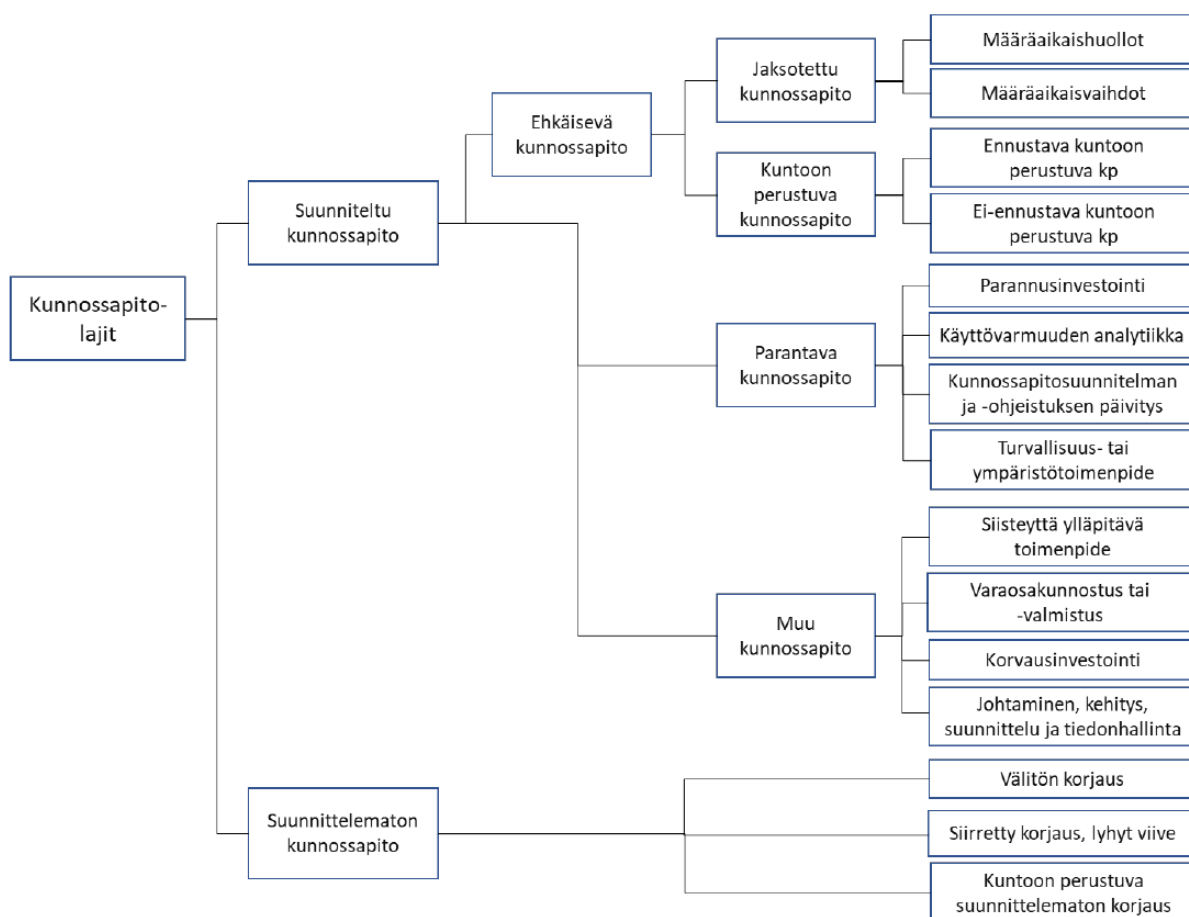 Kunnossapito-
lajit
Suunniteltu
kunnossapito
Ehkäisevä
kunnossapito
Jaksotettu
kunnossapito
Määräaikaishuollot
Määräaikaisvaihdot
Kuntoon
perustuva
kunnossapito
Ennustava kuntoon
perustuva kp
Ei-ennustava kuntoon
perustuva kp
Parantava
kunnossapito
Parannusinvestointi
Käyttövarmuuden analytiikka
Kunnossapitosuunnitelman
ja -ohjeistuksen päivitys
Turvallisuus- tai
ympäristötoimenpide
Muu
kunnossapito
Siisteyttä ylläpitävä
toimenpide
Varaosakunnostus tai
-valmistus
Korvausinvestointi
Johtaminen, kehitys,
suunnittelu ja tiedonhallinta
Suunnittelematon
kunnossapito
Välitön korjaus
Siirretty korjaus, lyhyt viive
Kuntoon perustuva
suunnittelematon korjaus